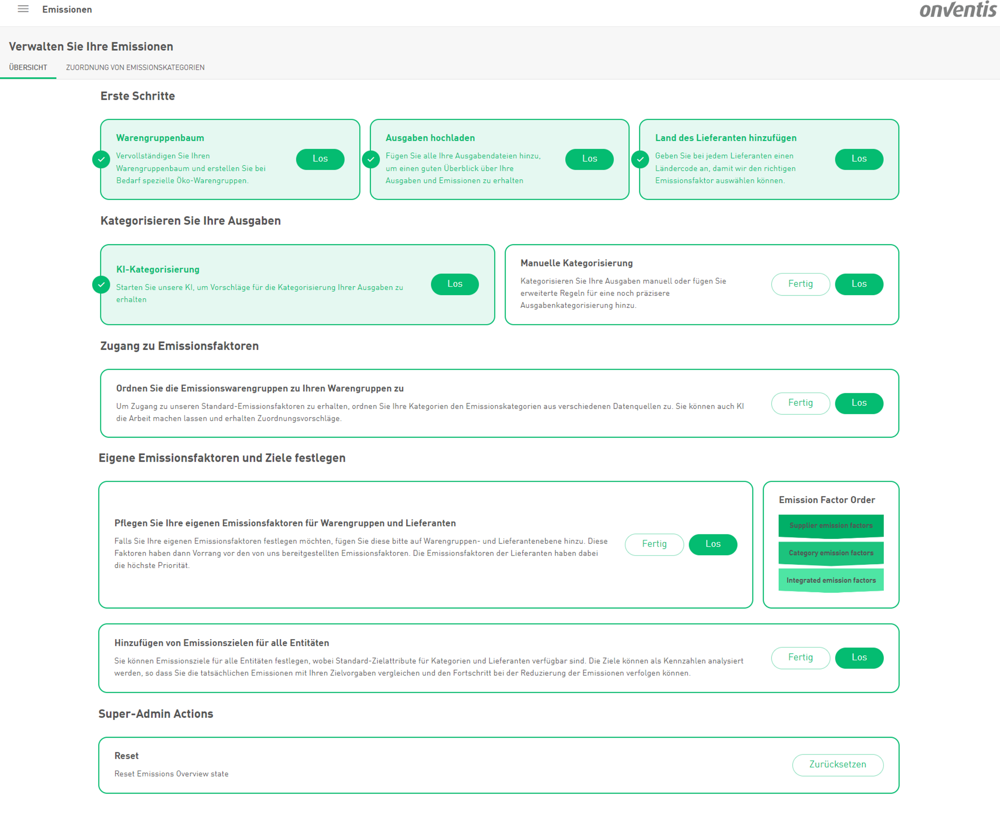 Emissionen
onventis
Verwalten Sie Ihre Emissionen
ÜBERSICHT
ZUORDNUNG VON EMISSIONSKATEGORIEN
Erste Schritte
Warengruppenbaum
Vervollständigen Sie Ihren
Warengruppenbaum und erstellen Sie bei
Bedarf spezielle Öko-Warengruppen.
Los
Ausgaben hochladen
Fügen Sie alle Ihre Ausgabendateien hinzu,
um einen guten Überblick über Ihre
Ausgaben und Emissionen zu erhalten
Los
Land des Lieferanten hinzufügen
Geben Sie bei jedem Lieferanten einen
Ländercode an, damit wir den richtigen
Emissionsfaktor auswählen können.
Los
Kategorisieren Sie Ihre Ausgaben
KI-Kategorisierung
Starten Sie unsere KI, um Vorschläge für die Kategorisierung Ihrer Ausgaben zu
erhalten
Los
Manuelle Kategorisierung
Kategorisieren Sie Ihre Ausgaben manuell oder fügen Sie
erweiterte Regeln für eine noch präzisere
Ausgabenkategorisierung hinzu.
Fertig
Los
Zugang zu Emissionsfaktoren
Ordnen Sie die Emissionswarengruppen zu Ihren Warengruppen zu
Um Zugang zu unseren Standard-Emissionsfaktoren zu erhalten, ordnen Sie Ihre Kategorien den Emissionskategorien aus verschiedenen Datenquellen zu. Sie können auch KI
die Arbeit machen lassen und erhalten Zuordnungsvorschläge.
Fertig
Los
Eigene Emissionsfaktoren und Ziele festlegen
Pflegen Sie Ihre eigenen Emissionsfaktoren für Warengruppen und Lieferanten
Falls Sie Ihre eigenen Emissionsfaktoren festlegen möchten, fügen Sie diese bitte auf Warengruppen- und Lieferantenebene hinzu. Diese
Faktoren haben dann Vorrang vor den von uns bereitgestellten Emissionsfaktoren. Die Emissionsfaktoren der Lieferanten haben dabei
die höchste Priorität.
Fertig
Los
Emission Factor Order
Supplier emission factors
Category emission factors
Integrated emission factors
Hinzufügen von Emissionszielen für alle Entitäten
Sie können Emissionsziele für alle Entitäten festlegen, wobei Standard-Zielattribute für Kategorien und Lieferanten verfügbar sind. Die Ziele können als Kennzahlen analysiert
werden, so dass Sie die tatsächlichen Emissionen mit Ihren Zielvorgaben vergleichen und den Fortschritt bei der Reduzierung der Emissionen verfolgen können.
Fertig
Los
Super-Admin Actions
Reset
Reset Emissions Overview state
Zurücksetzen